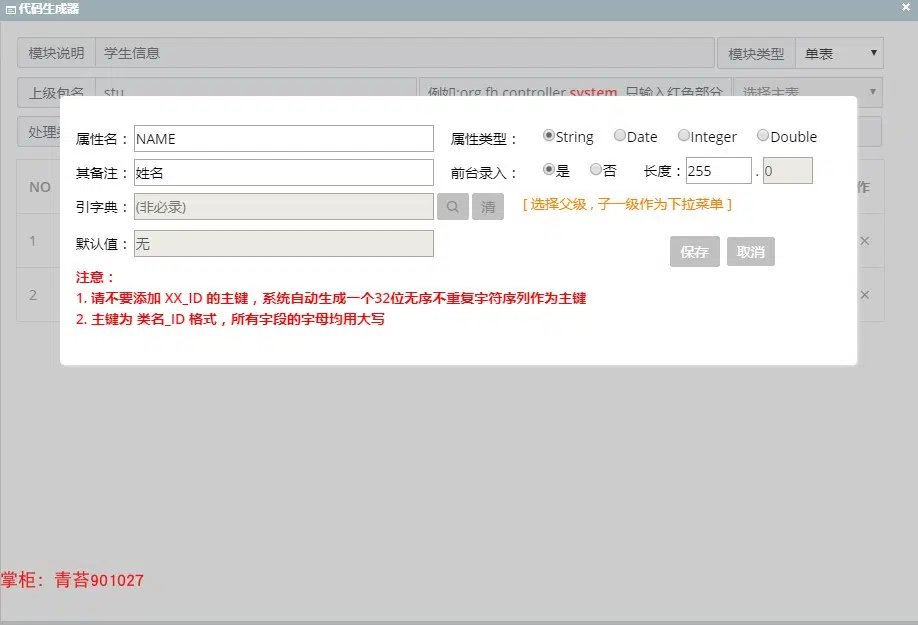 代码生成器 ×
模块说明 学生信息 模块类型 单表
上级包名 stu 例如:org.fh.controller.system 只输入红色部分 选择主表
处理类
属性名： NAME 属性类型： String Date Integer Double
NO 作
其备注： 姓名 前台录入： 是 否 长度： 255 . 0
引字典： (非必录) 清 [ 选择父级 , 子一级作为下拉菜单 ]
1 ×
默认值： 无 保存 取消
注意：
2 ×
1. 请不要添加 XX_ID 的主键，系统自动生成一个32位无序不重复字符序列作为主键
2. 主键为 类名_ID 格式，所有字段的字母均用大写
掌柜：青苔901027